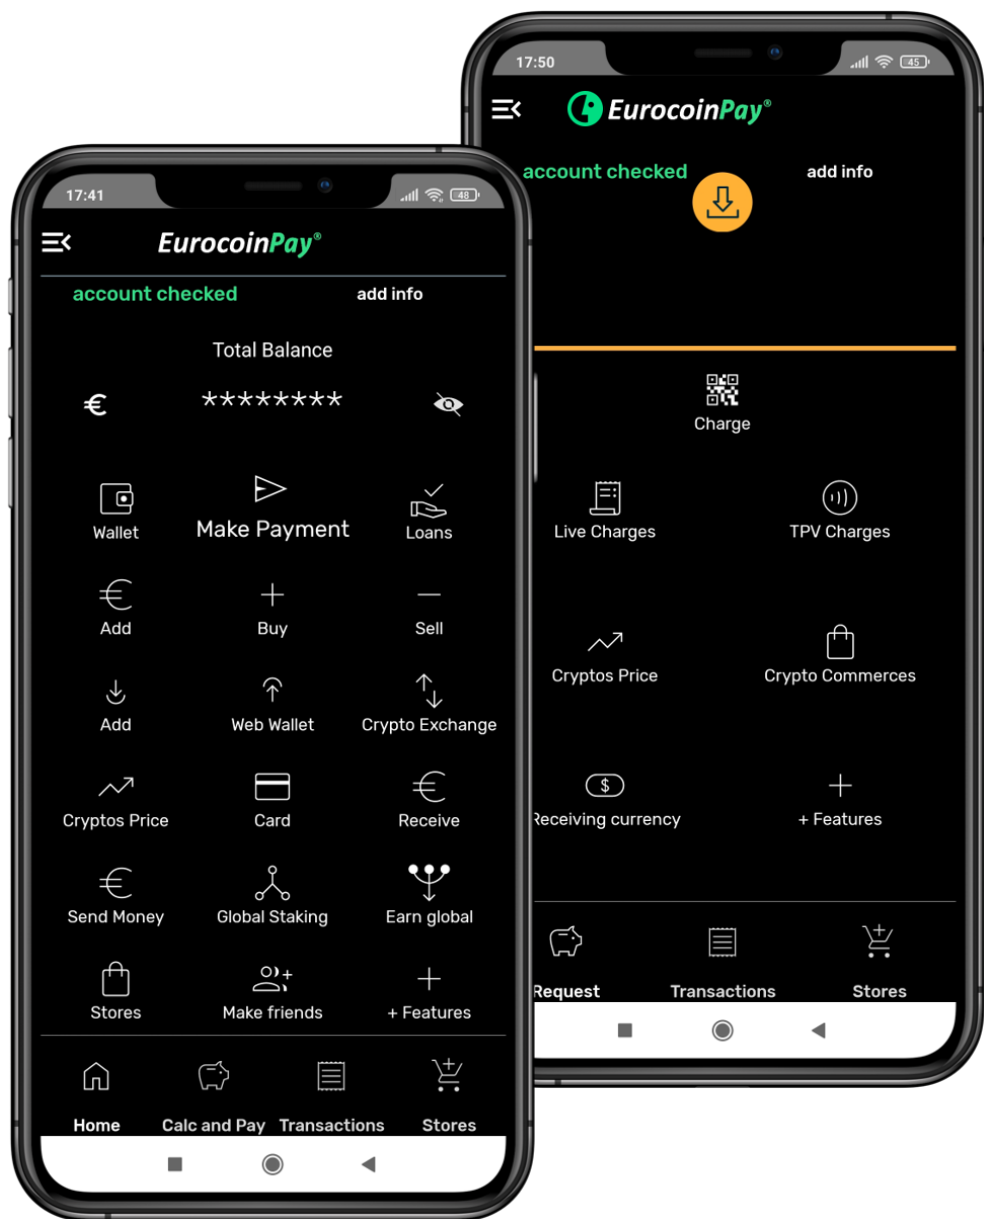 17:50
45
EurocoinPay®
account checked
add info
Charge
Live Charges
TPV Charges
Cryptos Price
Crypto Commerces
$
Receiving currency
+ Features
Request
Transactions
Stores
17:41
48
EurocoinPay®
account checked
add info
Total Balance
€
********
Wallet
Make Payment
Loans
€
Add
Buy
Sell
Add
Web Wallet
Crypto Exchange
Cryptos Price
Card
€
Receive
€
Send Money
Global Staking
Earn global
Stores
Make friends
+ Features
Home
Calc and Pay
Transactions
Stores